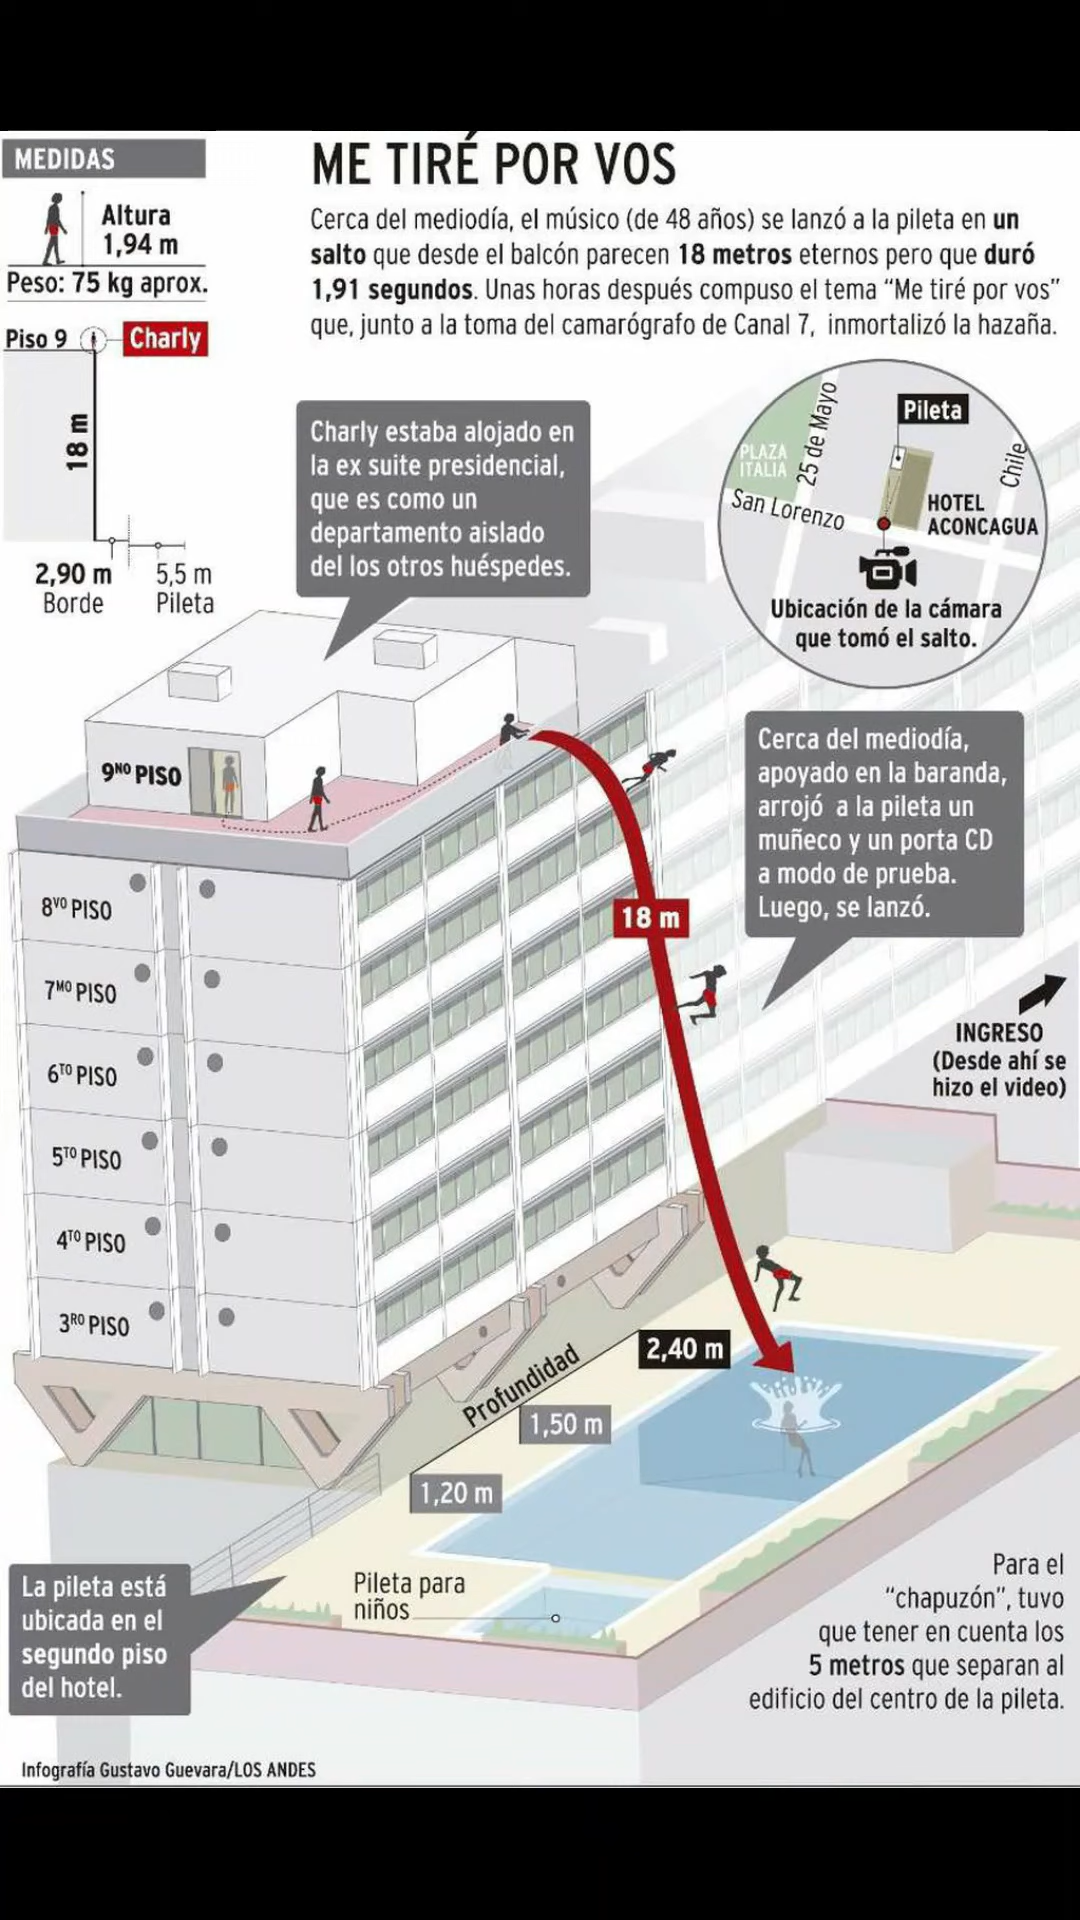 MEDIDAS
Altura
1,94 m
Peso: 75 kg aprox.
Piso 9
Charly
18 m
2,90 m
Borde
5,5 m
Pileta
ME TIRÉ POR VOS
Cerca del mediodía, el músico (de 48 años) se lanzó a la pileta en un
salto que desde el balcón parecen 18 metros eternos pero que duró
1,91 segundos. Unas horas después compuso el tema “Me tiré por vos”
que, junto a la toma del camarógrafo de Canal 7, inmortalizó la hazaña.
Charly estaba alojado en
la ex suite presidencial,
que es como un
departamento aislado
del los otros huéspedes.
PLAZA
ITALIA
25 de Mayo
San Lorenzo
Chile
Pileta
HOTEL
ACONCAGUA
Ubicación de la cámara
que tomó el salto.
Cerca del mediodía,
apoyado en la baranda,
arrojó a la pileta un
muñeco y un porta CD
a modo de prueba.
Luego, se lanzó.
9NO PISO
8VO PISO
7MO PISO
6TO PISO
5TO PISO
4TO PISO
3RO PISO
18 m
INGRESO
(Desde ahí se
hizo el video)
Profundidad
2,40 m
1,50 m
1,20 m
La pileta está
ubicada en el
segundo piso
del hotel.
Pileta para
niños
Para el
“chapuzón”, tuvo
que tener en cuenta los
5 metros que separan al
edificio del centro de la pileta.
Infografía Gustavo Guevara/LOS ANDES